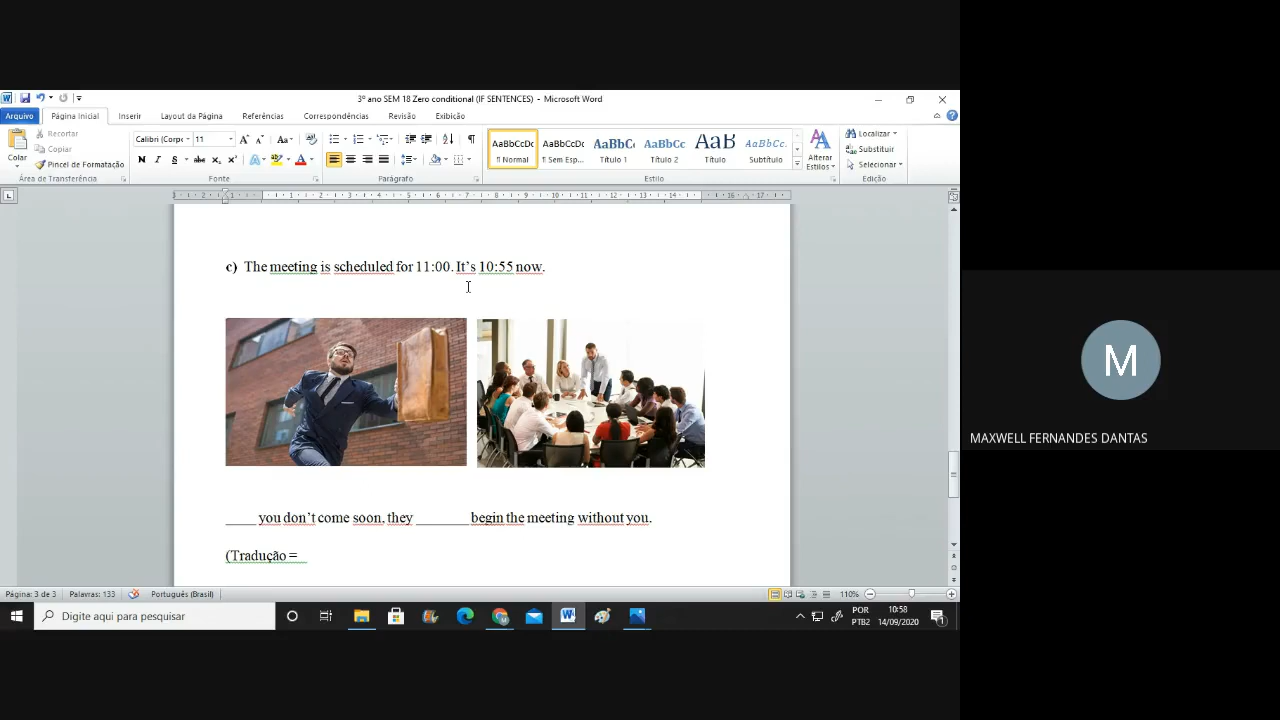 3º ano SEM 18 Zero conditional (IF SENTENCES) - Microsoft Word
Arquivo Página Inicial Inserir Layout da Página Referências Correspondências Revisão Exibição
Colar
Recortar
Copiar
Pincel de Formatação
Área de Transferência
Calibri (Corpo 11
Fonte
Parágrafo
AaBbCcDc AaBbCcDc AaBbC AaBbCc AaB AaBbCc.
¶ Normal ¶ Sem Esp... Título 1 Título 2 Título Subtítulo
Alterar Estilos
Estilo
Localizar
Substituir
Selecionar
Edição
c) The meeting is scheduled for 11:00. It's 10:55 now.
____ you don't come soon, they _______ begin the meeting without you.
(Tradução =
MAXWELL FERNANDES DANTAS
M
Página: 3 de 3 Palavras: 133 Português (Brasil) 110%
Digite aqui para pesquisar
POR
PTB2
10:58
14/09/2020